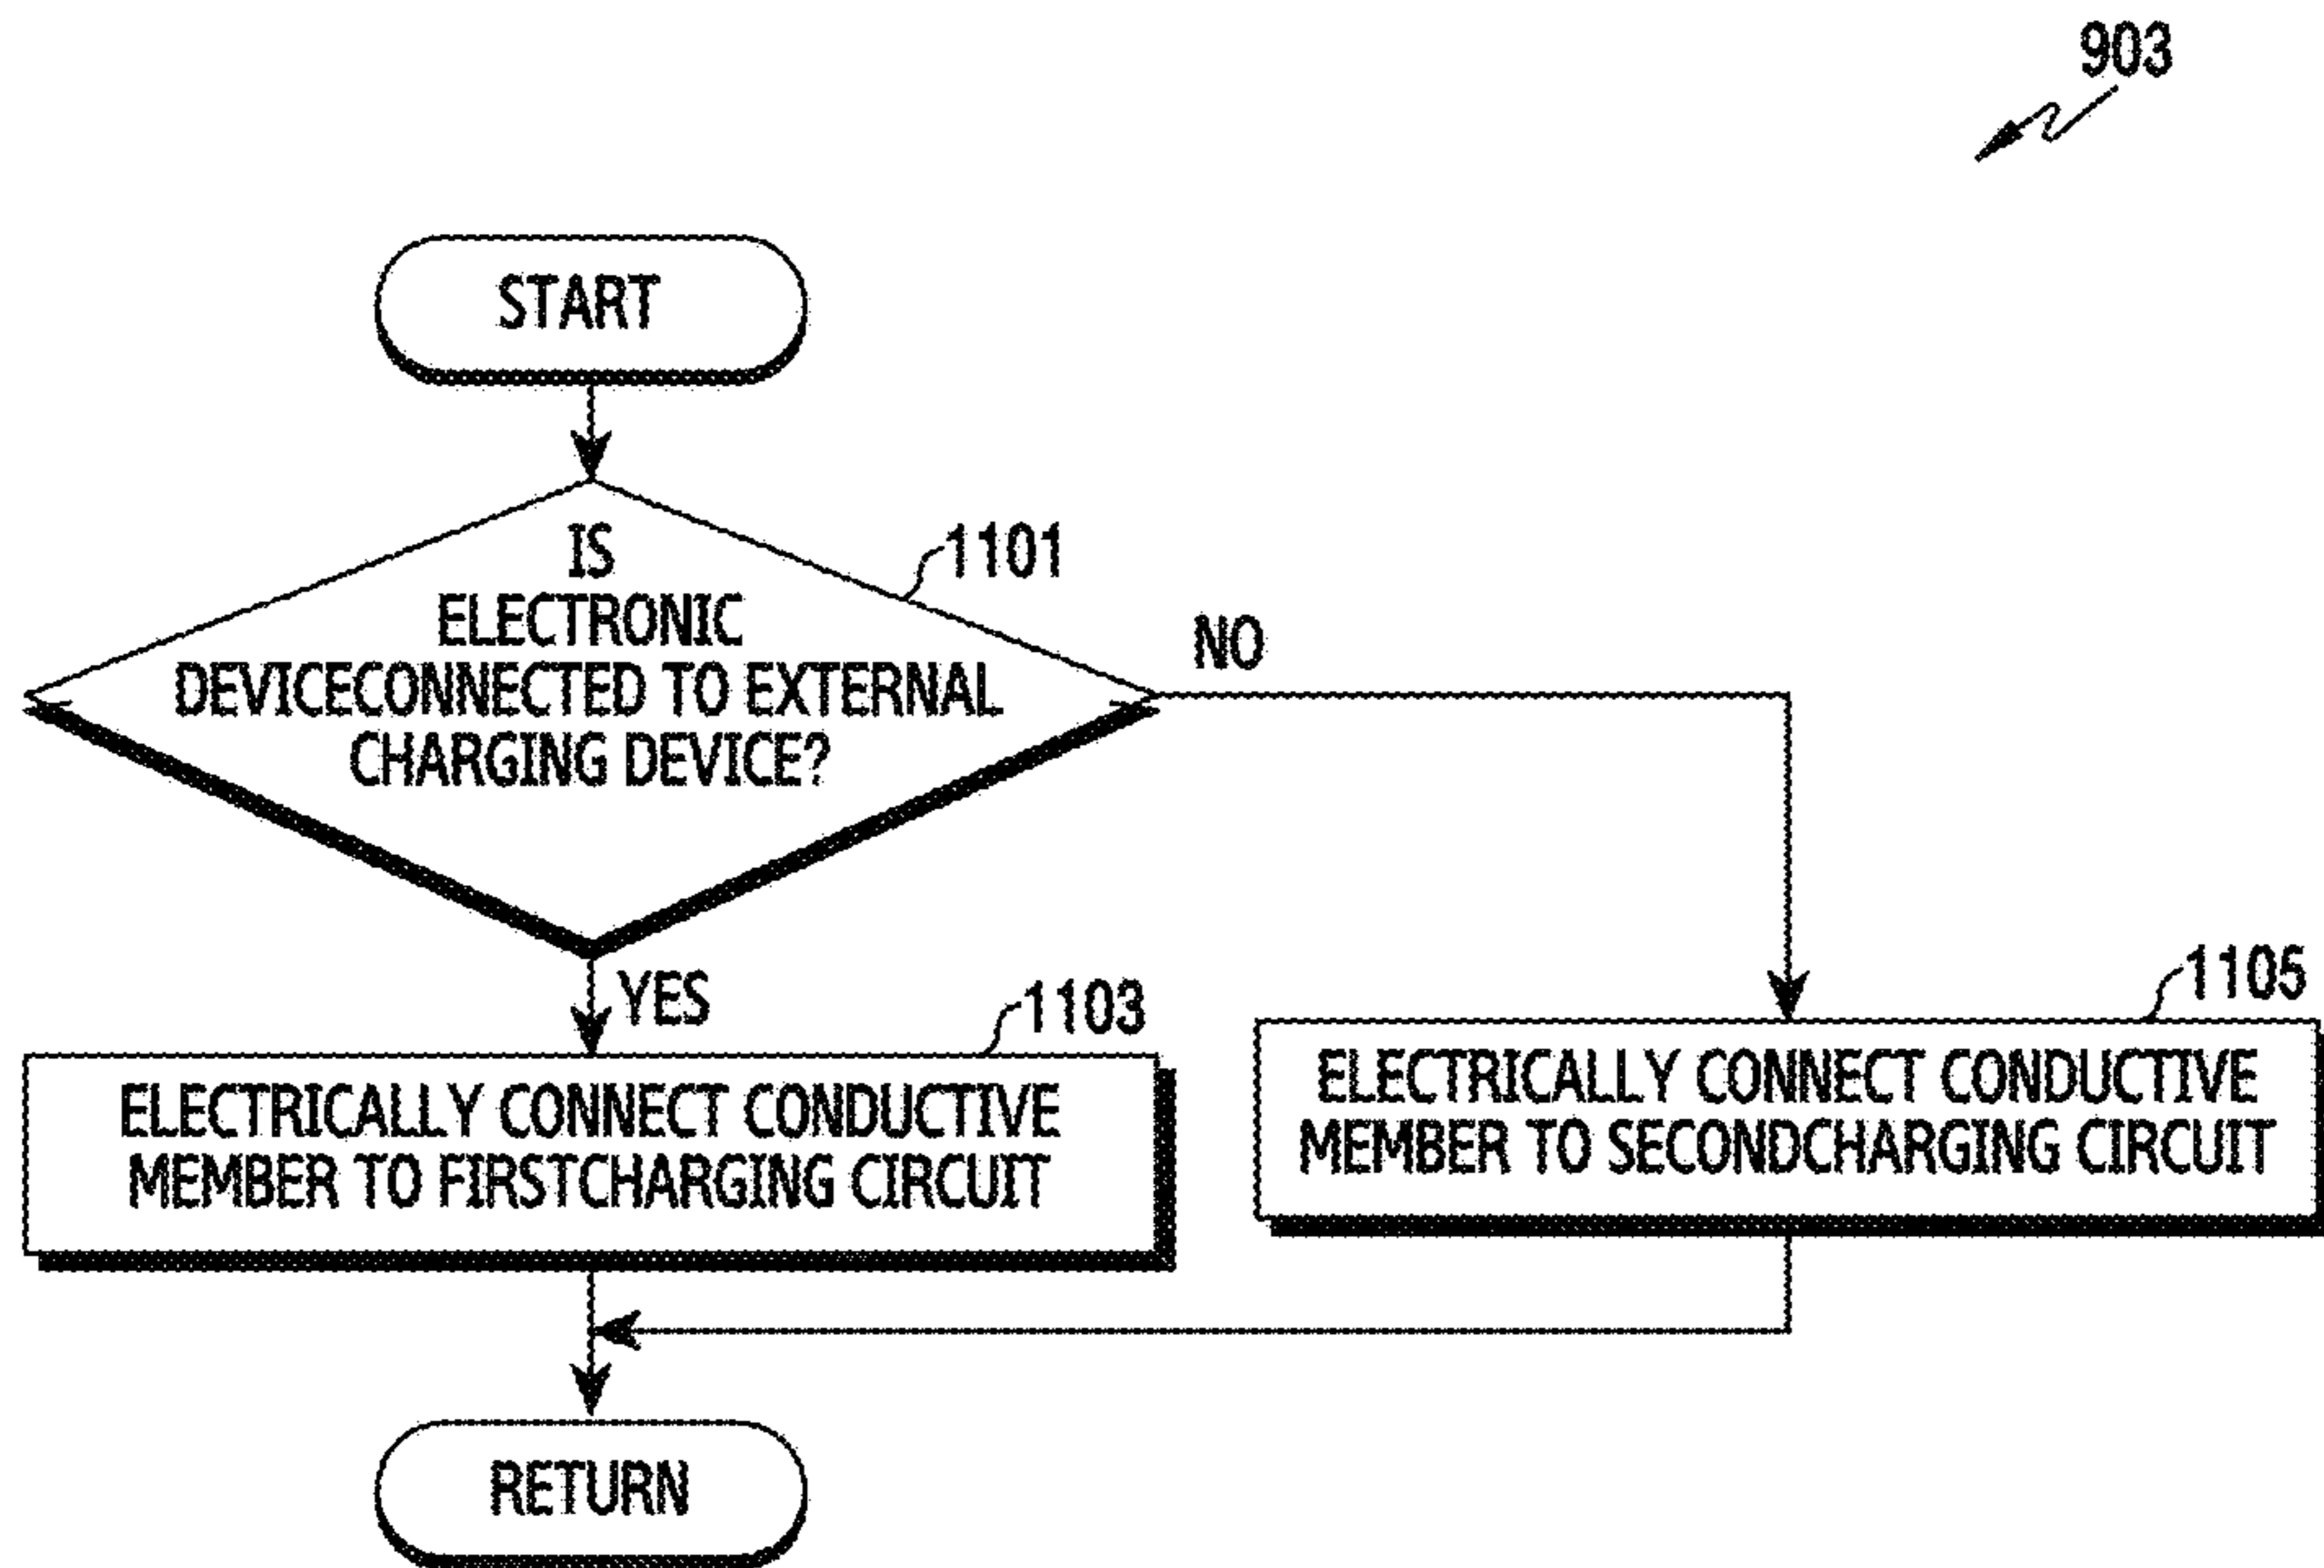 903
START
IS
ELECTRONIC
DEVICECONNECTED TO EXTERNAL
CHARGING DEVICE?
1101
NO
YES
1103
ELECTRICALLY CONNECT CONDUCTIVE
MEMBER TO FIRSTCHARGING CIRCUIT
1105
ELECTRICALLY CONNECT CONDUCTIVE
MEMBER TO SECONDCHARGING CIRCUIT
RETURN